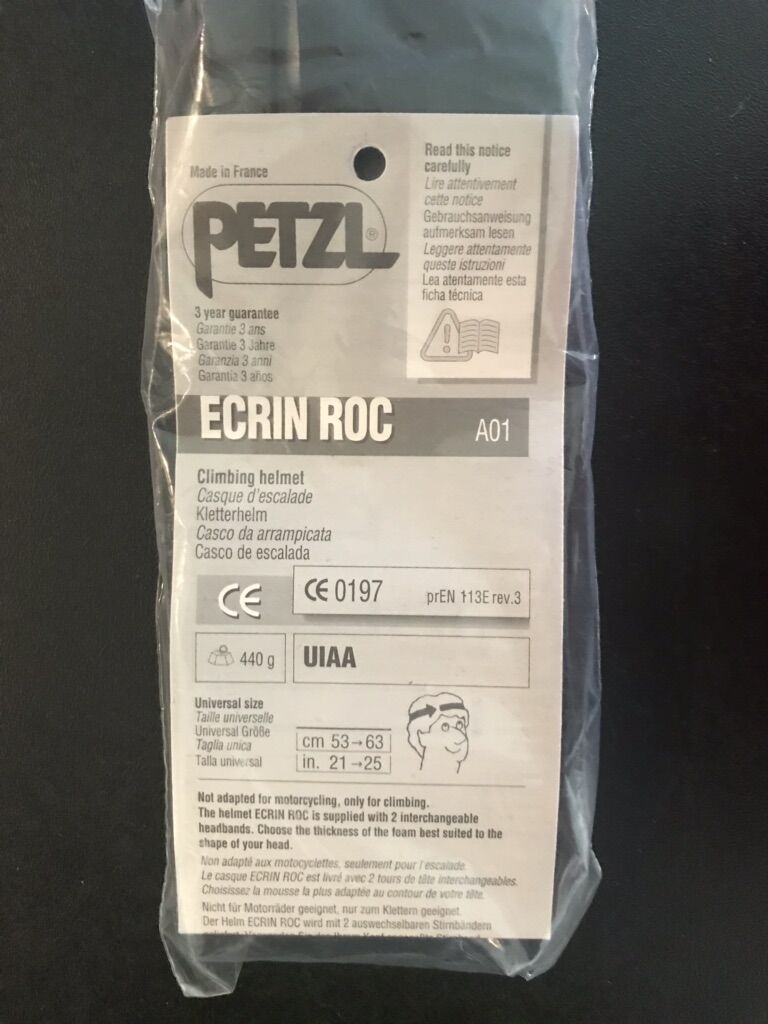 Made in France
PETZL®
3 year guarantee
Garantie 3 ans
Garantie 3 Jahre
Garanzia 3 anni
Garantia 3 años
Read this notice
carefully
Lire attentivement
cette notice
Gebrauchsanweisung
aufmerksam lesen
Leggere attentamente
queste istruzioni
Lea atentamente esta
ficha técnica
ECRIN ROC A01
Climbing helmet
Casque d'escalade
Kletterhelm
Casco da arrampicata
Casco de escalada
CE
CE 0197 prEN 113E rev.3
440 g
UIAA
Universal size
Taille universelle
Universal Größe
Taglia unica
Talla universal
cm 53→63
in. 21→25
Not adapted for motorcycling, only for climbing.
The helmet ECRIN ROC is supplied with 2 interchangeable
headbands. Choose the thickness of the foam best suited to the
shape of your head.
Non adapté aux motocyclettes, seulement pour l'escalade.
Le casque ECRIN ROC est livré avec 2 tours de tête interchangeables.
Choisissez la mousse la plus adaptée au contour de votre tête.
Nicht für Motorräder geeignet, nur zum Klettern geeignet.
Der Helm ECRIN ROC wird mit 2 auswechselbaren Stirnbändern